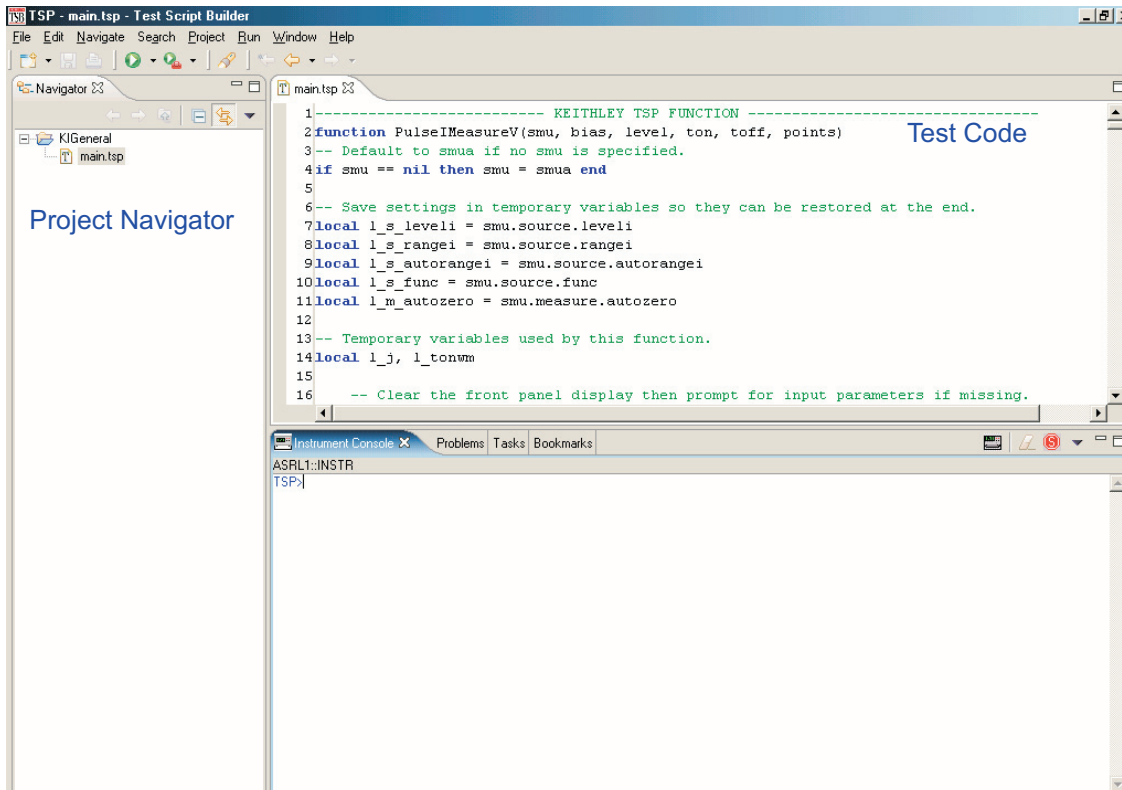 TSP - main.tsp - Test Script Builder
File Edit Navigate Search Project Run Window Help
Navigator
KIGeneral
main.tsp
Project Navigator
main.tsp
1-------------------------- KEITHLEY TSP FUNCTION ---------------------------------
2function PulseIMeasureV(smu, bias, level, ton, toff, points)
3-- Default to smua if no smu is specified.
4if smu == nil then smu = smua end
5
6-- Save settings in temporary variables so they can be restored at the end.
7local l_s_leveli = smu.source.leveli
8local l_s_rangei = smu.source.rangei
9local l_s_autorangei = smu.source.autorangei
10local l_s_func = smu.source.func
11local l_m_autozero = smu.measure.autozero
12
13-- Temporary variables used by this function.
14local l_j, l_tonwm
15
16 -- Clear the front panel display then prompt for input parameters if missing.
Test Code
Instrument Console Problems Tasks Bookmarks
ASRL1::INSTR
TSP>